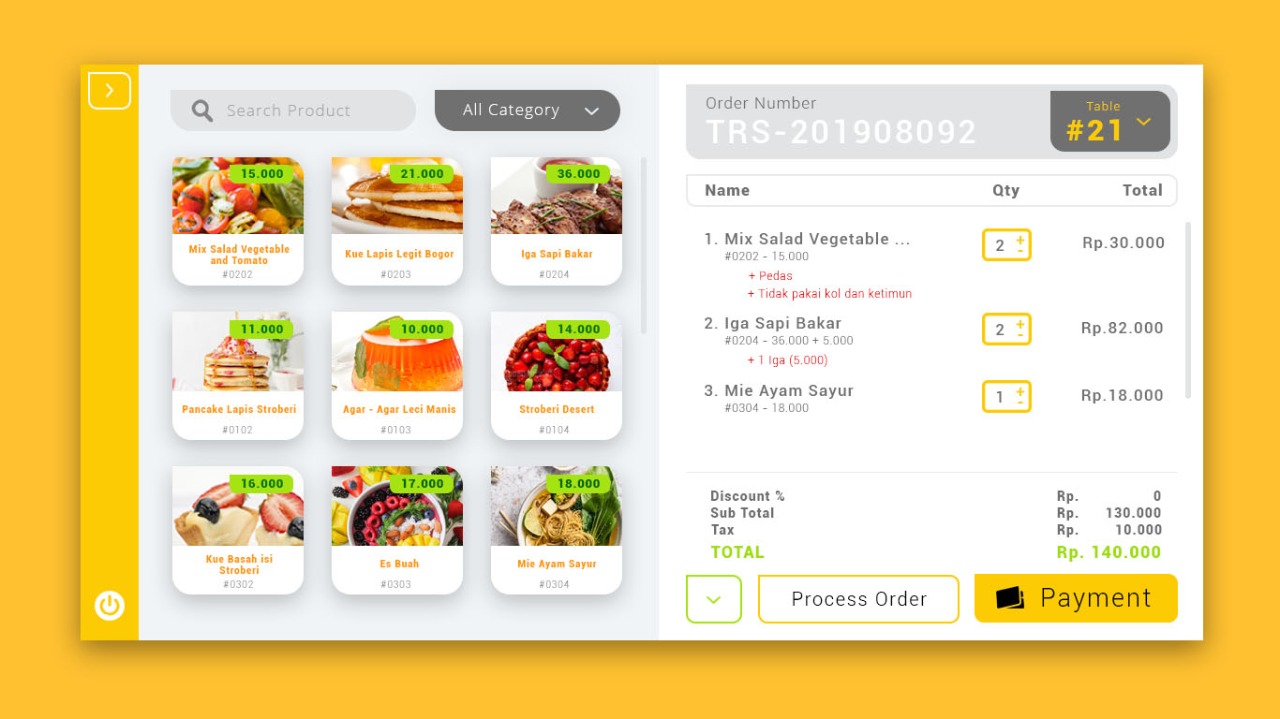 Search Product
All Category
15.000
21.000
36.000
Mix Salad Vegetable
and Tomato
#0202
Kue Lapis Legit Bogor
#0203
Iga Sapi Bakar
#0204
11.000
10.000
14.000
Pancake Lapis Stroberi
#0102
Agar - Agar Leci Manis
#0103
Stroberi Desert
#0104
16.000
17.000
18.000
Kue Basah isi
Stroberi
#0302
Es Buah
#0303
Mie Ayam Sayur
#0304
Order Number
TRS-201908092
Table
#21
Name Qty Total
1. Mix Salad Vegetable ... 2 + - Rp.30.000
#0202 - 15.000
+ Pedas
+ Tidak pakai kol dan ketimun
2. Iga Sapi Bakar 2 + - Rp.82.000
#0204 - 36.000 + 5.000
+ 1 Iga (5.000)
3. Mie Ayam Sayur 1 + - Rp.18.000
#0304 - 18.000
Discount % Rp. 0
Sub Total Rp. 130.000
Tax Rp. 10.000
TOTAL Rp. 140.000
Process Order
Payment